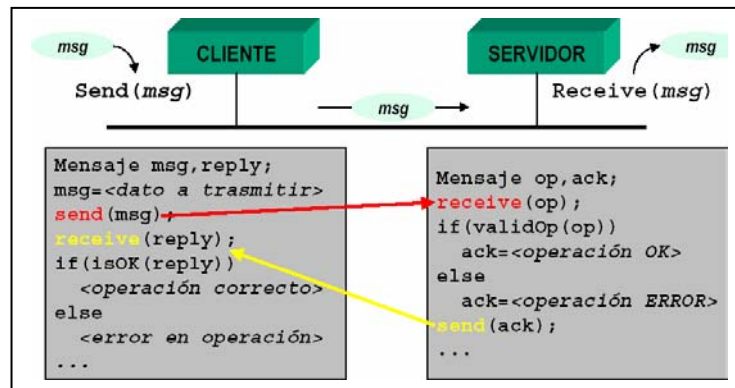 msg
CLIENTE
SERVIDOR
msg
Send(msg)
msg
Receive(msg)
Mensaje msg,reply;
msg=<dato a trasmitir>
send(msg);
receive(reply);
if(isOK(reply))
<operación correcto>
else
<error en operación>
...
Mensaje op,ack;
receive(op);
if(validOp(op))
ack=<operación OK>
else
ack=<operación ERROR>
send(ack);
...